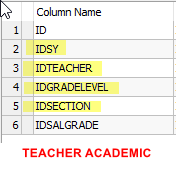 Column Name
1 ID
2 IDSY
3 IDTEACHER
4 IDGRADELEVEL
5 IDSECTION
6 IDSALGRADE
TEACHER ACADEMIC